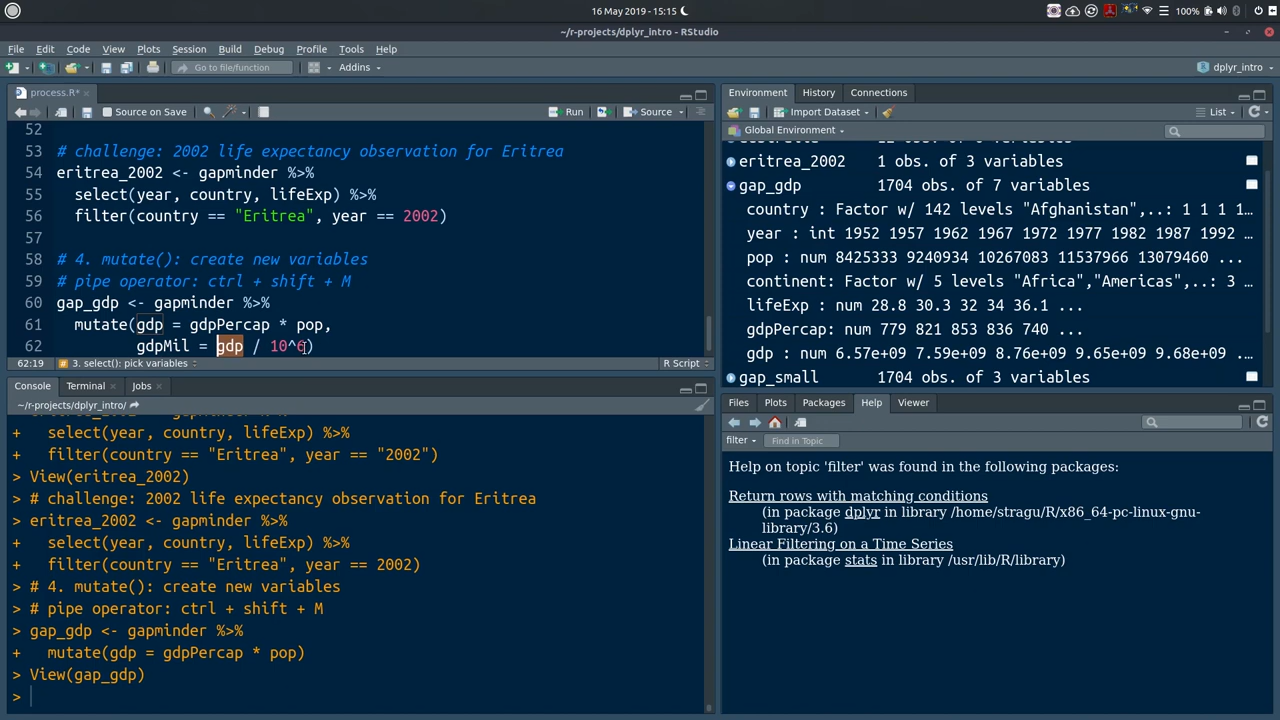 16 May 2019 - 15:15
100%
~/r-projects/dplyr_intro - RStudio
File Edit Code View Plots Session Build Debug Profile Tools Help
Go to file/function
Addins
dplyr_intro
process.R*
Source on Save
Run
Source
52
53 # challenge: 2002 life expectancy observation for Eritrea
54 eritrea_2002 <- gapminder %>%
55 select(year, country, lifeExp) %>%
56 filter(country == "Eritrea", year == 2002)
57
58 # 4. mutate(): create new variables
59 # pipe operator: ctrl + shift + M
60 gap_gdp <- gapminder %>%
61 mutate(gdp = gdpPercap * pop,
62 gdpMil = gdp / 10^6)
62:19 3. select(): pick variables R Script
Console Terminal Jobs
~/r-projects/dplyr_intro/
+ select(year, country, lifeExp) %>%
+ filter(country == "Eritrea", year == "2002")
> View(eritrea_2002)
> # challenge: 2002 life expectancy observation for Eritrea
> eritrea_2002 <- gapminder %>%
+ select(year, country, lifeExp) %>%
+ filter(country == "Eritrea", year == 2002)
> # 4. mutate(): create new variables
> # pipe operator: ctrl + shift + M
> gap_gdp <- gapminder %>%
+ mutate(gdp = gdpPercap * pop)
> View(gap_gdp)
>
Environment History Connections
Import Dataset
List
Global Environment
eritrea_2002 1 obs. of 3 variables
gap_gdp 1704 obs. of 7 variables
country : Factor w/ 142 levels "Afghanistan",..: 1 1 1 1…
year : int 1952 1957 1962 1967 1972 1977 1982 1987 1992 …
pop : num 8425333 9240934 10267083 11537966 13079460 ...
continent: Factor w/ 5 levels "Africa","Americas",..: 3 …
lifeExp : num 28.8 30.3 32 34 36.1 ...
gdpPercap: num 779 821 853 836 740 ...
gdp : num 6.57e+09 7.59e+09 8.76e+09 9.65e+09 9.68e+09 ...
gap_small 1704 obs. of 3 variables
Files Plots Packages Help Viewer
filter
Find in Topic
Help on topic 'filter' was found in the following packages:
Return rows with matching conditions
(in package dplyr in library /home/stragu/R/x86_64-pc-linux-gnu-
library/3.6)
Linear Filtering on a Time Series
(in package stats in library /usr/lib/R/library)